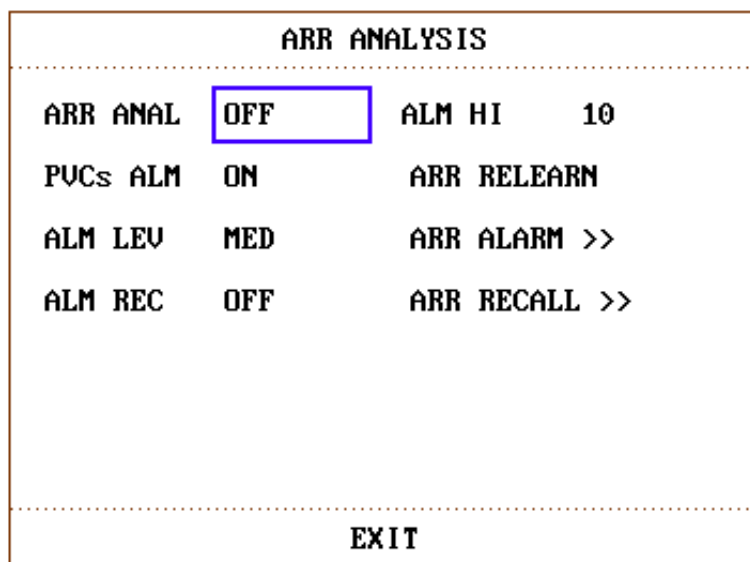 ARR ANALYSIS
ARR ANAL OFF ALM HI 10
PVCs ALM ON ARR RELEARN
ALM LEV MED ARR ALARM >>
ALM REC OFF ARR RECALL >>
EXIT